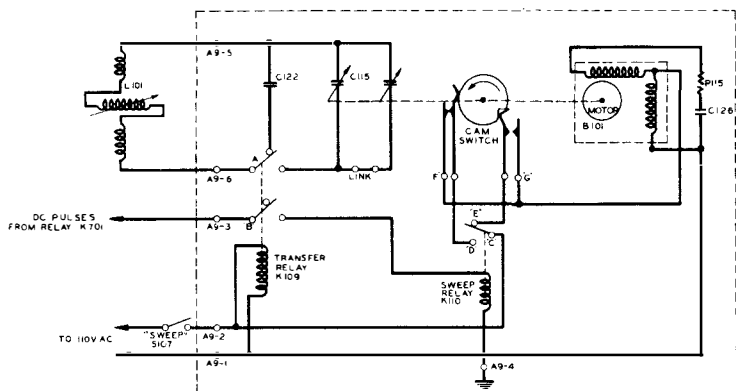 A9-5
L101
C122
C115
A
A9-6
LINK
CAM
SWITCH
MOTOR
B101
R115
C126
F
"G"
"E"
"D"
"C"
DC PULSES
FROM RELAY K701
A9-3
B
TRANSFER
RELAY
K109
SWEEP
RELAY
K110
TO 110V AC
"SWEEP"
S107
A9-2
A9-1
A9-4